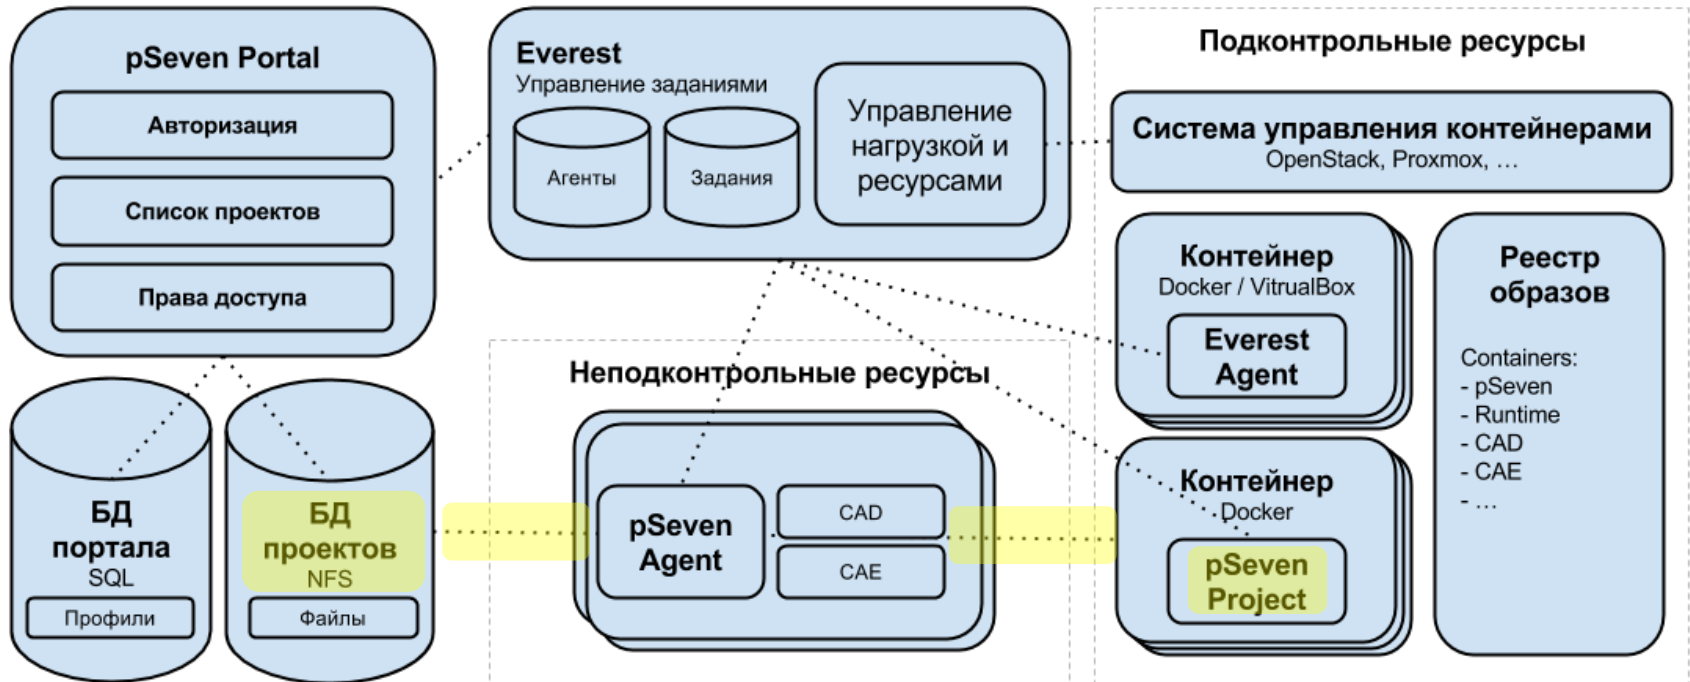 pSeven Portal
Авторизация
Список проектов
Права доступа
БД
портала
SQL
Профили
БД
проектов
NFS
Файлы
Everest
Управление заданиями
Агенты
Задания
Управление
нагрузкой и
ресурсами
Неподконтрольные ресурсы
pSeven
Agent
CAD
CAE
Подконтрольные ресурсы
Система управления контейнерами
OpenStack, Proxmox, …
Контейнер
Docker / VitrualBox
Everest
Agent
Контейнер
Docker
pSeven
Project
Реестр
образов
Containers:
- pSeven
- Runtime
- CAD
- CAE
- …